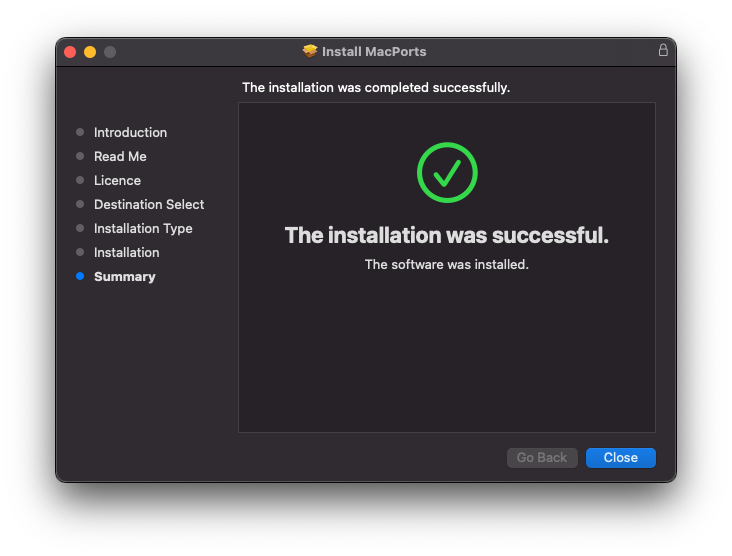 Install MacPorts
The installation was completed successfully.
Introduction
Read Me
Licence
Destination Select
Installation Type
Installation
Summary
The installation was successful.
The software was installed.
Go Back
Close